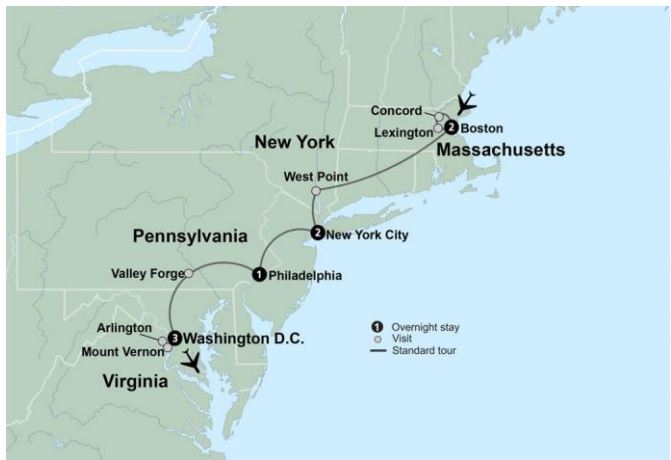 Concord
2 Boston
Lexington
Massachusetts
New York
West Point
2 New York City
Pennsylvania
Valley Forge
1 Philadelphia
Arlington
3 Washington D.C.
Mount Vernon
Virginia
1 Overnight stay
Visit
Standard tour